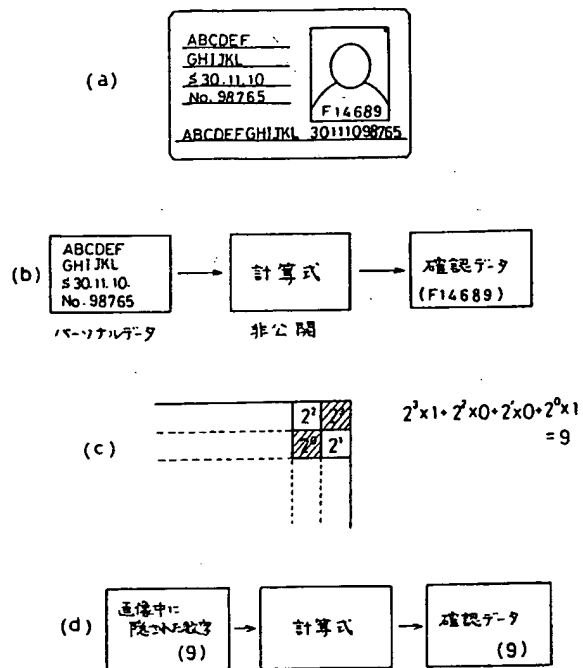 (a)
ABCDEF
GHIJKL
S 30.11.10
No. 98765
F14689
ABCDEFGHIJKL 30111098765
(b)
ABCDEF
GHIJKL
S 30.11.10.
No. 98765
パーソナルデータ
計算式
非公開
確認データ
(F14689)
(c)
2² 2³
2⁰ 2¹
2³×1+2²×0+2¹×0+2⁰×1
=9
(d)
画像中に
隠された数字
(9)
計算式
確認データ
(9)